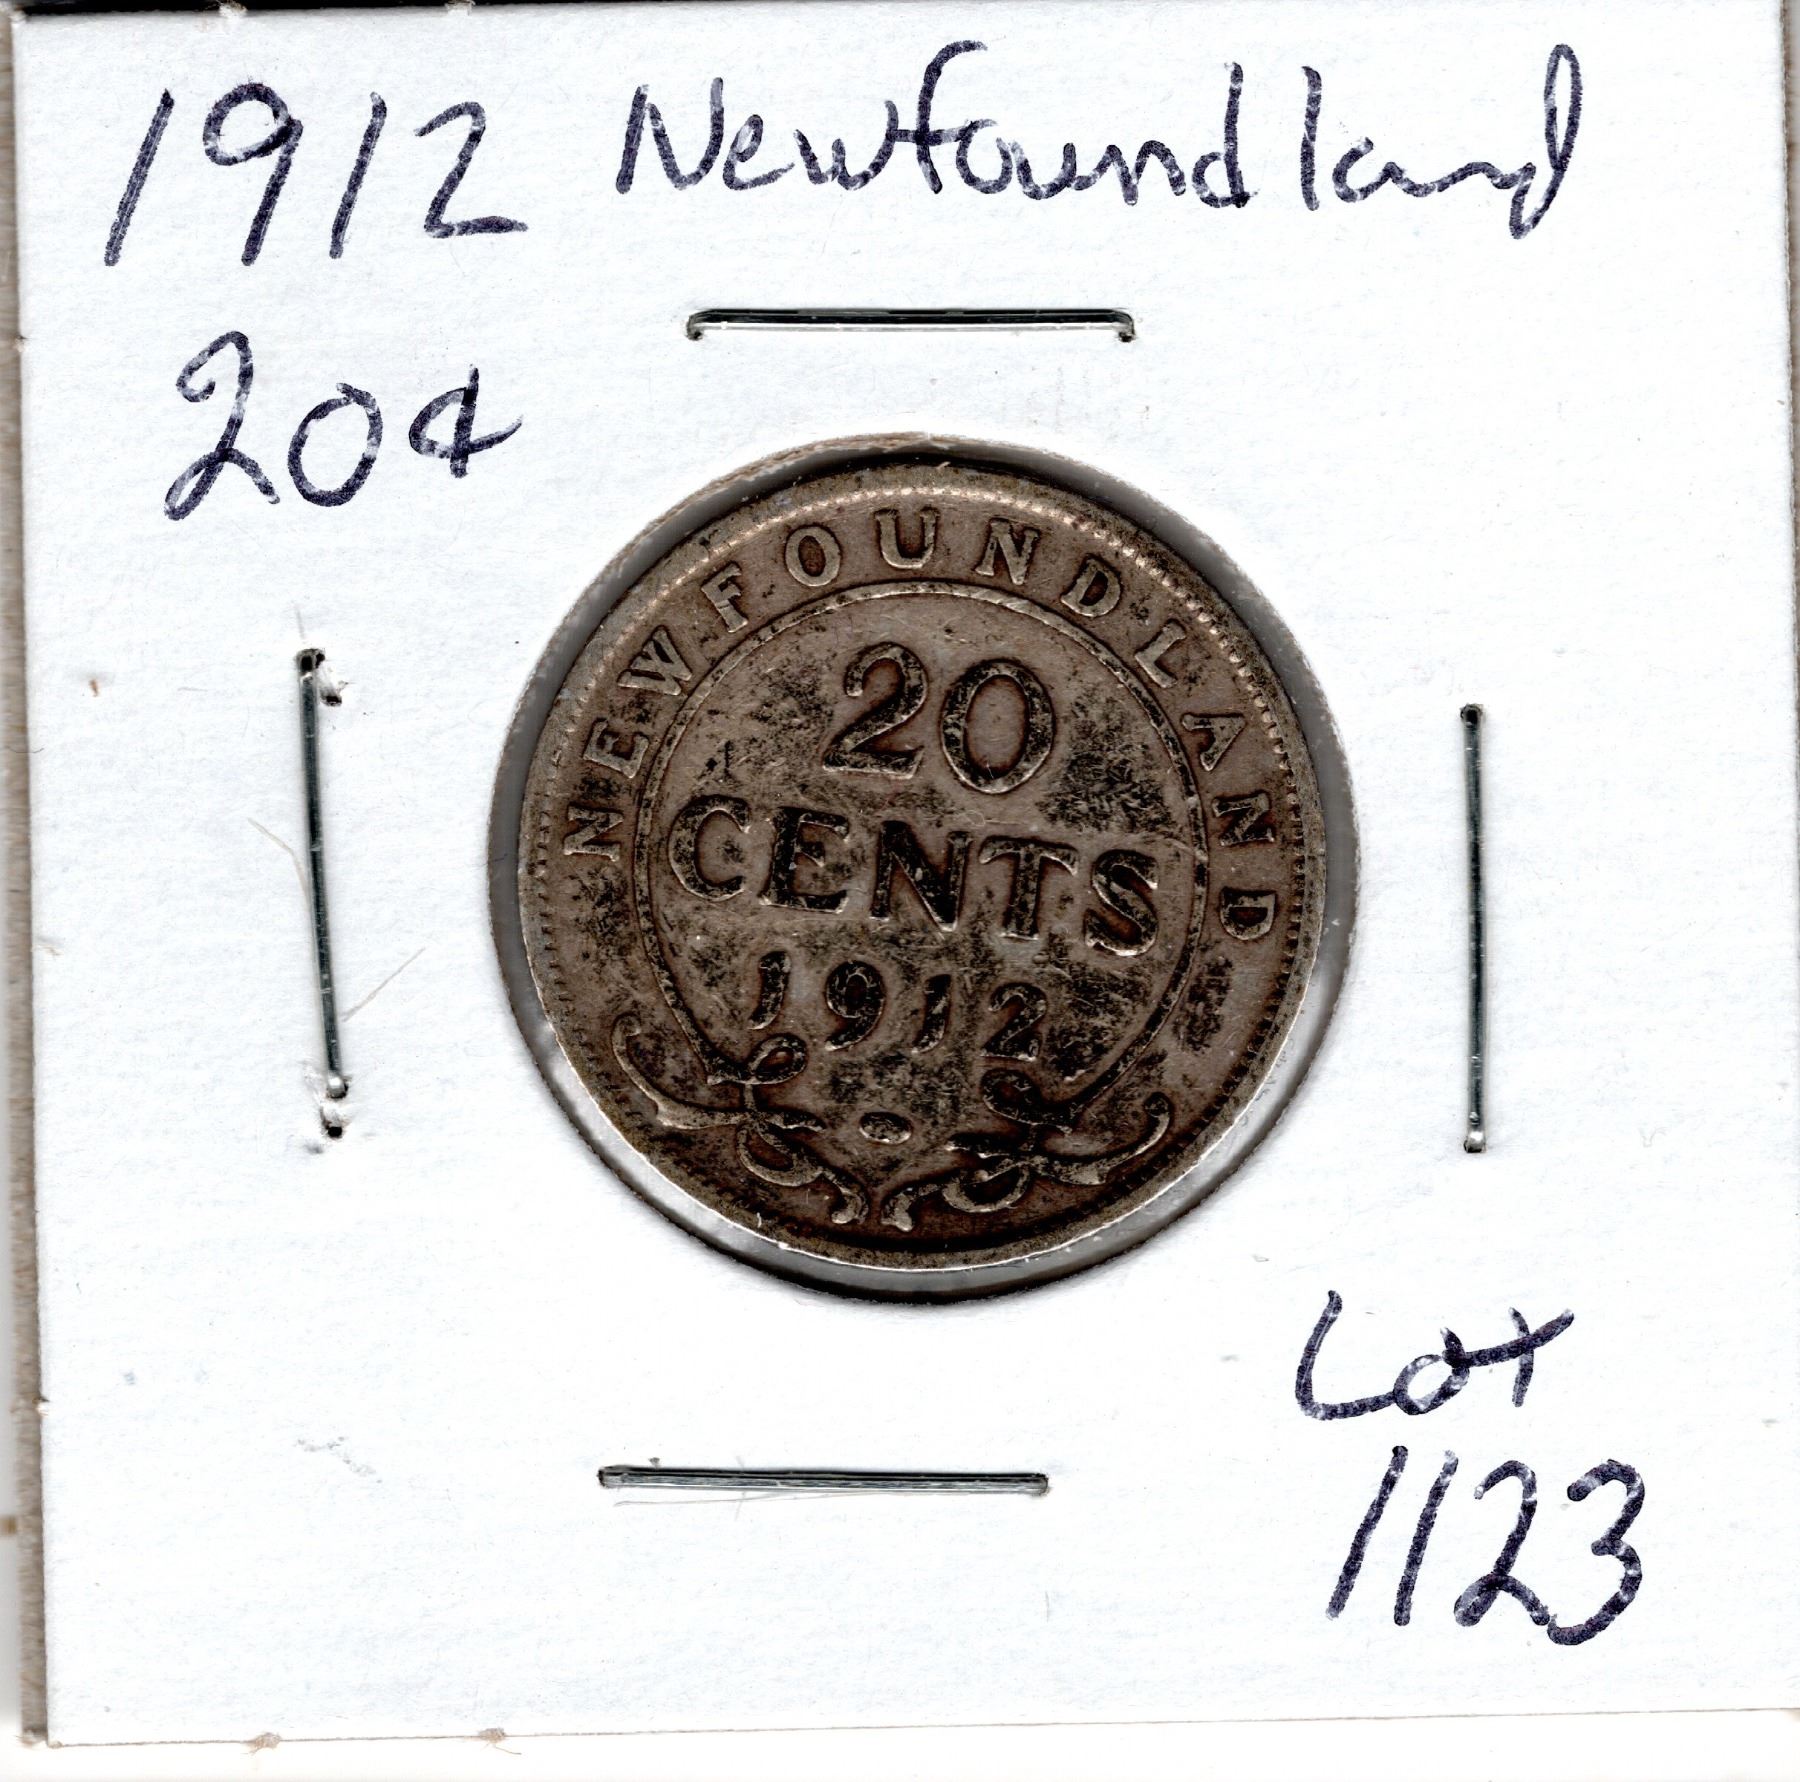 1912 Newfoundland
20¢
NEWFOUNDLAND
20
CENTS
1912
Lot
1123